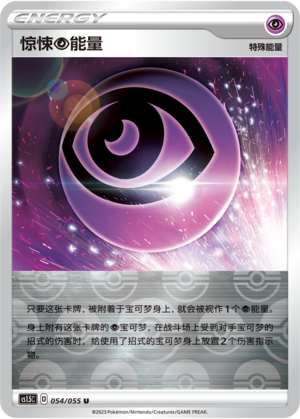 ENERGY
惊悚能量
特殊能量
只要这张卡牌，被附着于宝可梦身上，就会被视作1个能量。
身上附有这张卡牌的宝可梦，在战斗场上受到对手宝可梦招式的伤害时，给使用了招式的宝可梦身上放置2个伤害指示物。
cs1.5C D 054/055 U
©2023 Pokémon/Nintendo/Creatures/GAME FREAK.